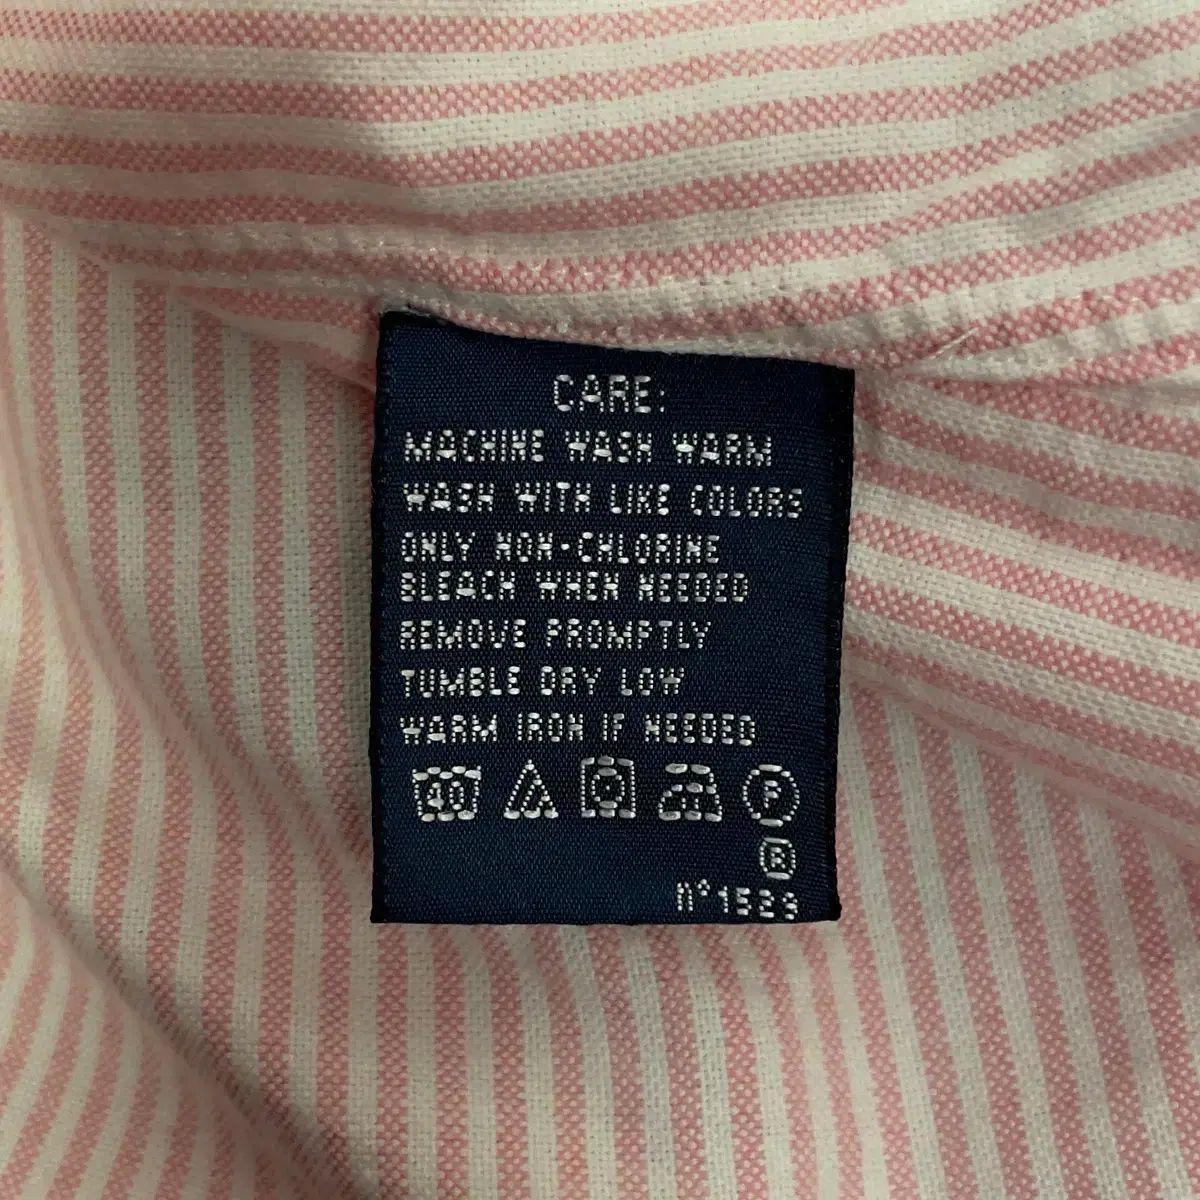 CARE:
MACHINE WASH WARM
WASH WITH LIKE COLORS
ONLY NON-CHLORINE
BLEACH WHEN NEEDED
REMOVE PROMPTLY
TUMBLE DRY LOW
WARM IRON IF NEEDED
40 P
B
N° 1529